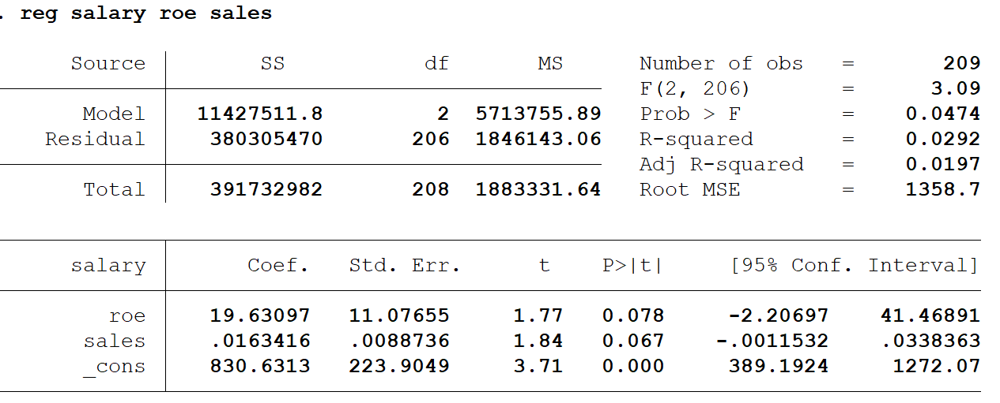 . reg salary roe sales
Source SS df MS Number of obs = 209
F(2, 206) = 3.09
Model 11427511.8 2 5713755.89 Prob > F = 0.0474
Residual 380305470 206 1846143.06 R-squared = 0.0292
Adj R-squared = 0.0197
Total 391732982 208 1883331.64 Root MSE = 1358.7
salary Coef. Std. Err. t P>|t| [95% Conf. Interval]
roe 19.63097 11.07655 1.77 0.078 -2.20697 41.46891
sales .0163416 .0088736 1.84 0.067 -.0011532 .0338363
_cons 830.6313 223.9049 3.71 0.000 389.1924 1272.07